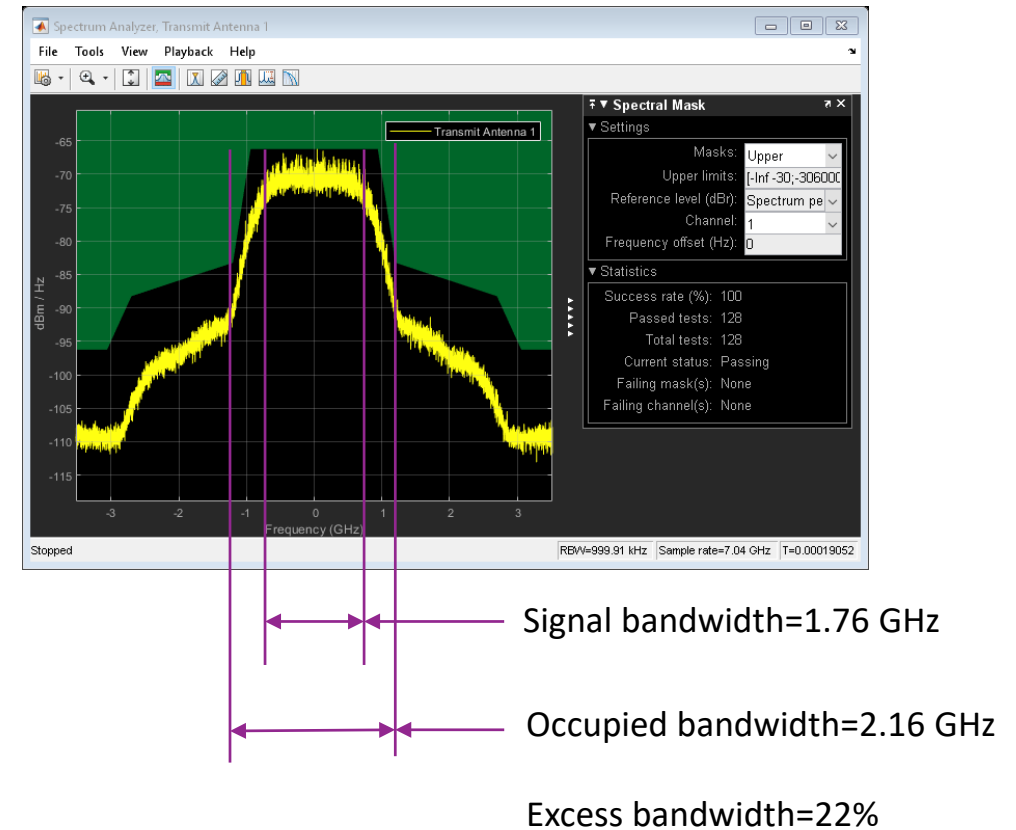 Spectrum Analyzer, Transmit Antenna 1
File Tools View Playback Help
Transmit Antenna 1
-65
-70
-75
-80
-85
-90
-95
-100
-105
-110
-115
dBm / Hz
-3 -2 -1 0 1 2 3
Frequency (GHz)
Spectral Mask
Settings
Masks: Upper
Upper limits: [-Inf -30;-306000
Reference level (dBr): Spectrum pe
Channel: 1
Frequency offset (Hz): 0
Statistics
Success rate (%): 100
Passed tests: 128
Total tests: 128
Current status: Passing
Failing mask(s): None
Failing channel(s): None
Stopped
RBW=999.91 kHz Sample rate=7.04 GHz T=0.00019052
Signal bandwidth=1.76 GHz
Occupied bandwidth=2.16 GHz
Excess bandwidth=22%